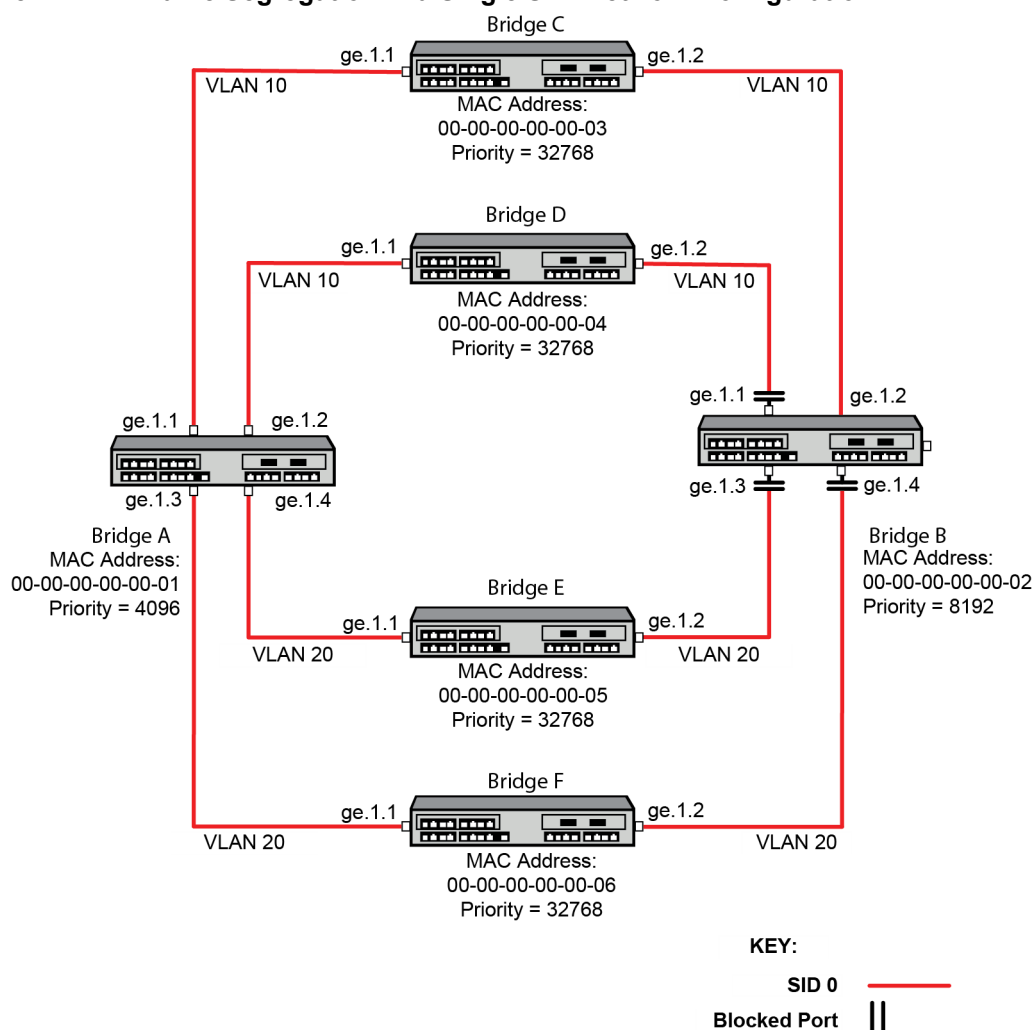 Bridge C
ge.1.1
ge.1.2
VLAN 10
VLAN 10
MAC Address:
00-00-00-00-00-03
Priority = 32768
Bridge D
ge.1.1
ge.1.2
VLAN 10
VLAN 10
MAC Address:
00-00-00-00-00-04
Priority = 32768
ge.1.1
ge.1.2
ge.1.1
ge.1.2
ge.1.3
ge.1.4
ge.1.3
ge.1.4
Bridge A
MAC Address:
00-00-00-00-00-01
Priority = 4096
Bridge B
MAC Address:
00-00-00-00-00-02
Priority = 8192
Bridge E
ge.1.1
ge.1.2
VLAN 20
VLAN 20
MAC Address:
00-00-00-00-00-05
Priority = 32768
Bridge F
ge.1.1
ge.1.2
VLAN 20
VLAN 20
MAC Address:
00-00-00-00-00-06
Priority = 32768
KEY:
SID 0
Blocked Port